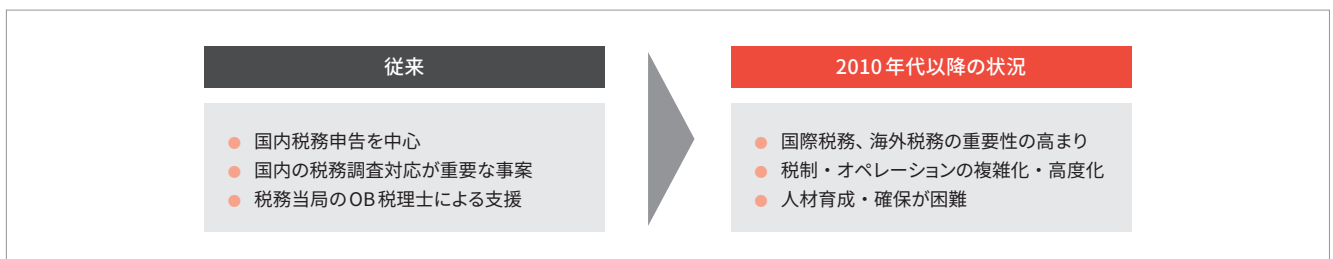 従来
国内税務申告を中心
国内の税務調査対応が重要な事案
税務当局のOB税理士による支援
2010年代以降の状況
国際税務、海外税務の重要性の高まり
税制・オペレーションの複雑化・高度化
人材育成・確保が困難